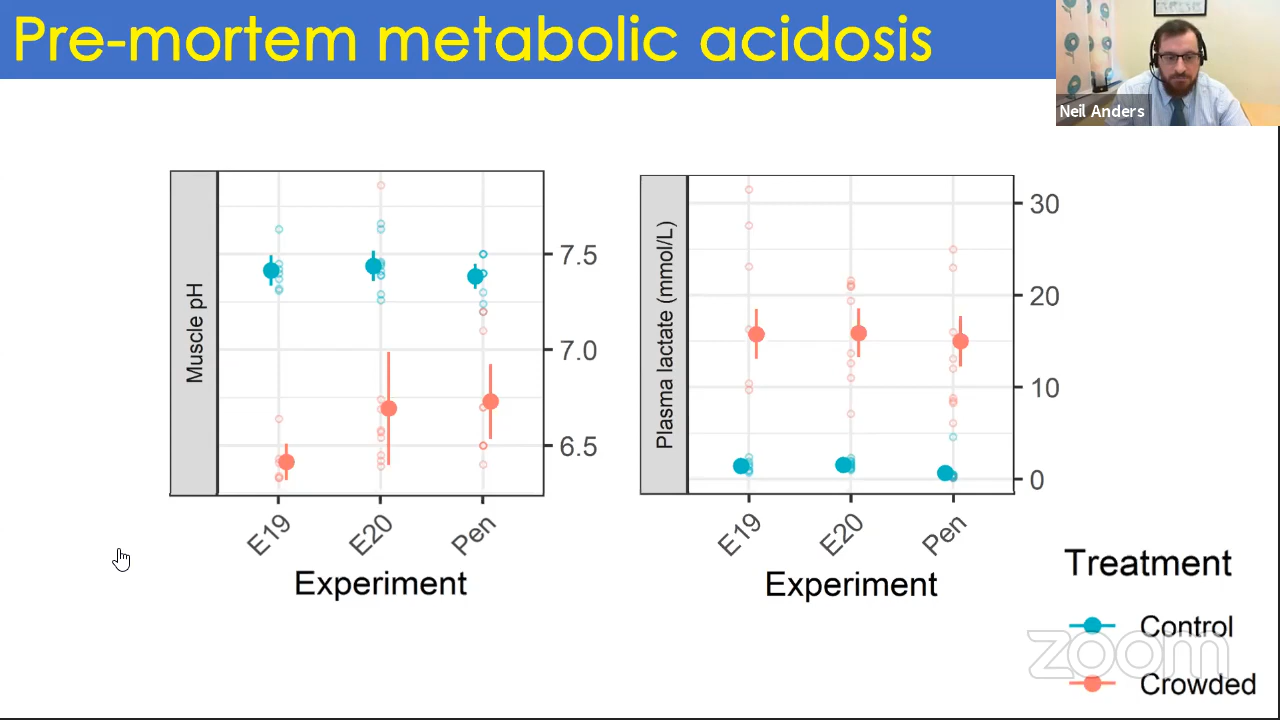 Pre-mortem metabolic acidosis
Neil Anders
Muscle pH
7.5
7.0
6.5
E19
E20
Pen
Experiment
Plasma lactate (mmol/L)
30
20
10
0
E19
E20
Pen
Experiment
Treatment
Control
zoom
Crowded